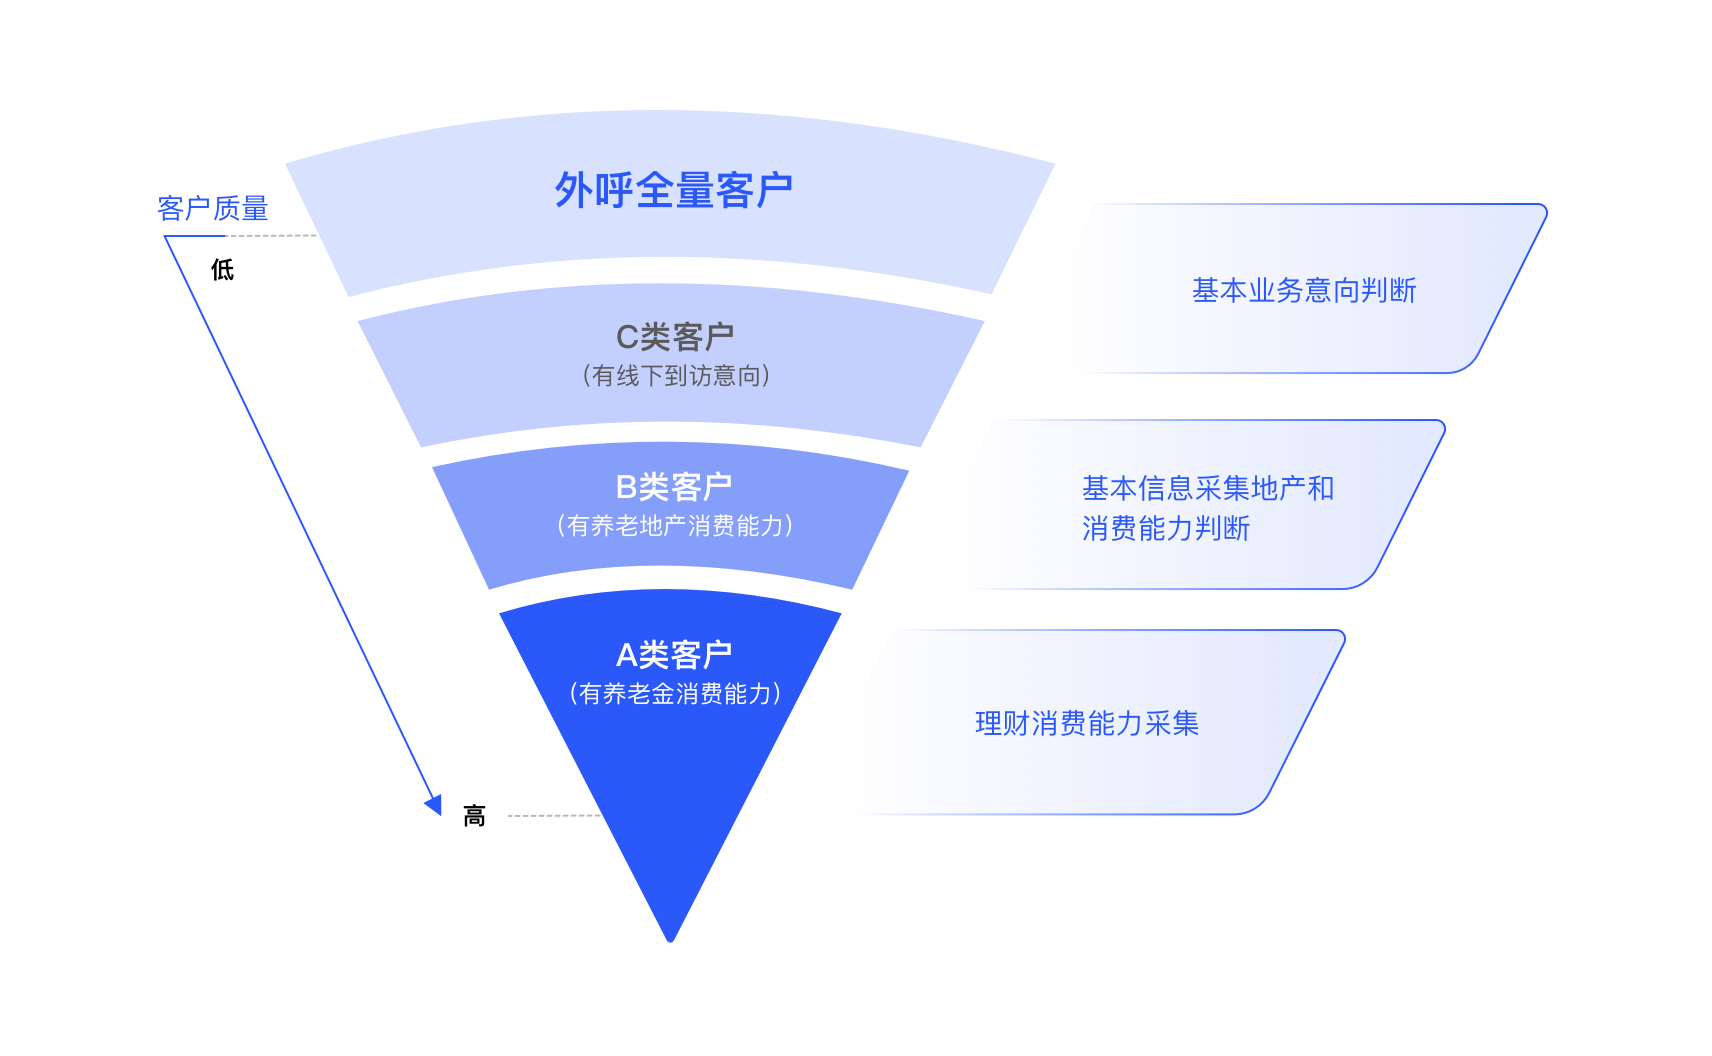 外呼全量客户
客户质量
低
C类客户
(有线下到访意向)
B类客户
(有养老地产消费能力)
A类客户
(有养老金消费能力)
高
基本业务意向判断
基本信息采集地产和
消费能力判断
理财消费能力采集